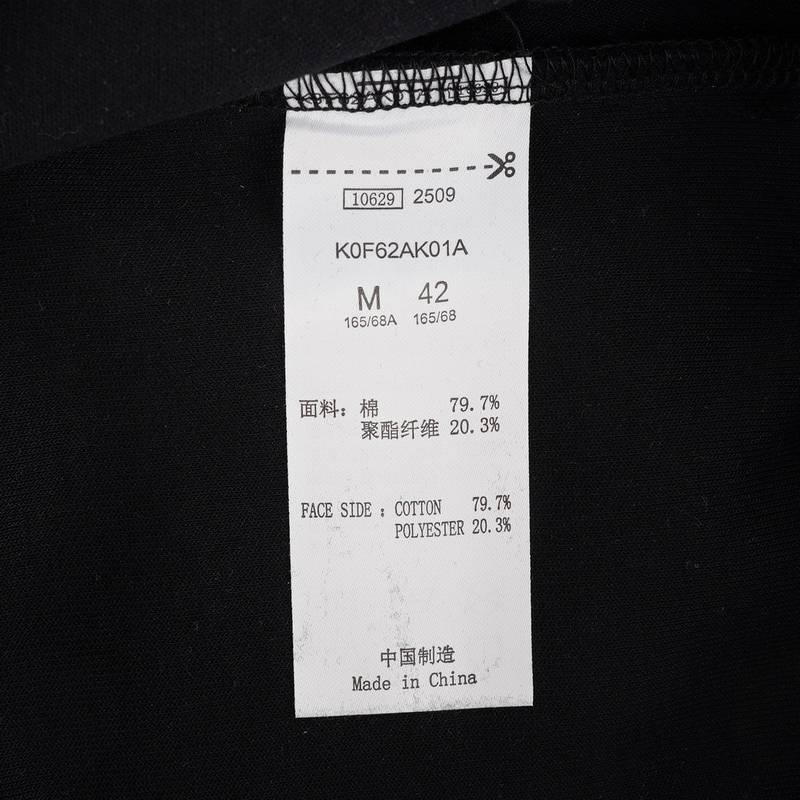 10629 2509
K0F62AK01A
M 42
165/68A 165/68
面料：棉 79.7%
聚酯纤维 20.3%
FACE SIDE : COTTON 79.7%
POLYESTER 20.3%
中国制造
Made in China